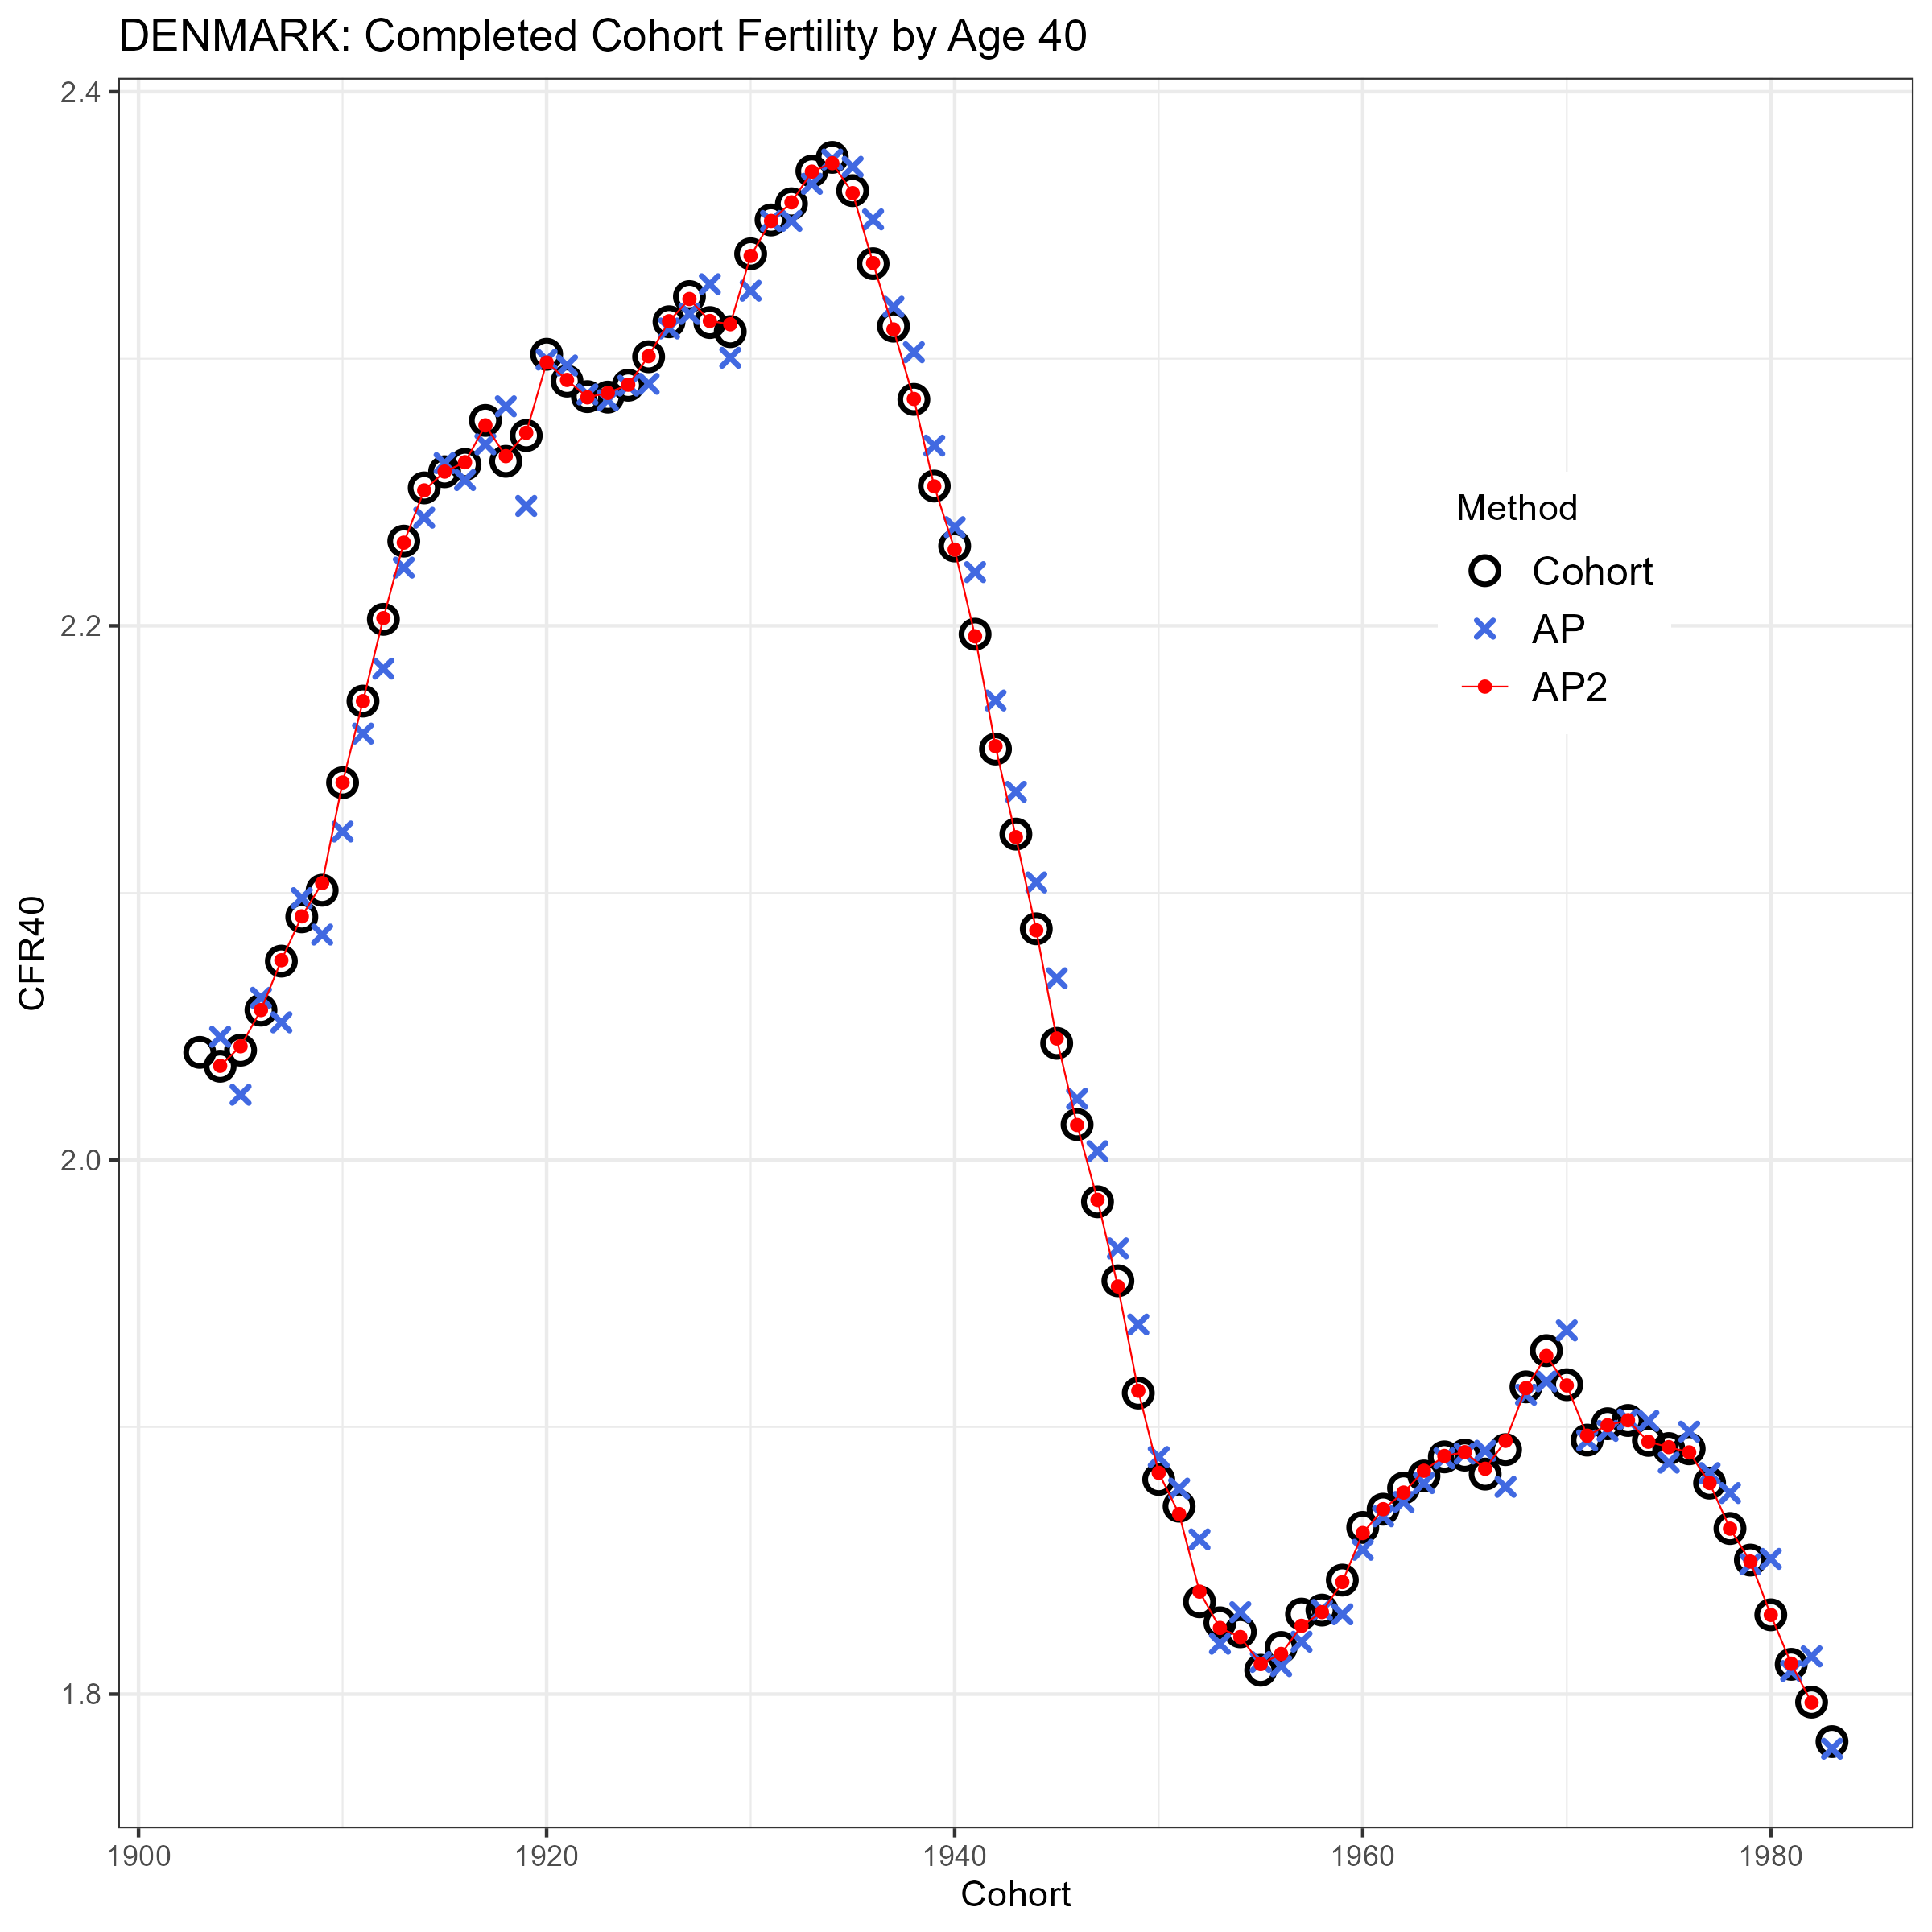 DENMARK: Completed Cohort Fertility by Age 40
2.4
2.2
2.0
1.8
CFR40
Method
Cohort
AP
AP2
1900 1920 1940 1960 1980
Cohort